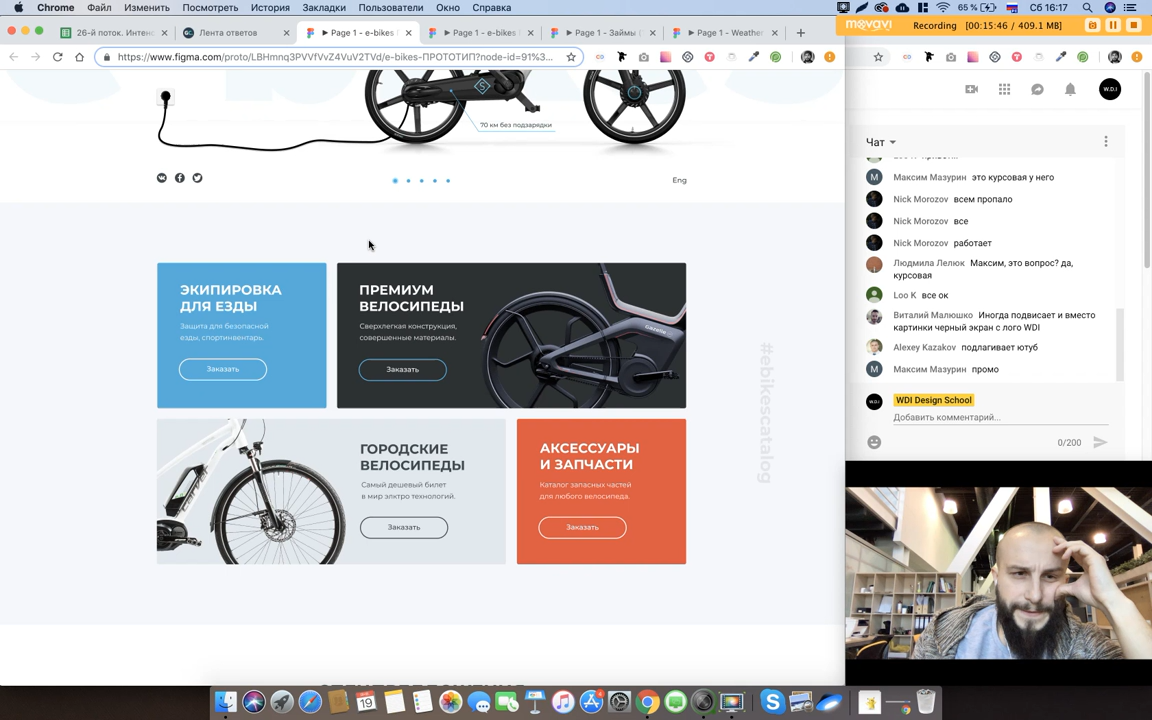 Chrome Файл Изменить Посмотреть История Закладки Пользователи Окно Справка
65 % Сб 16:17
movavi Recording [00:15:46 / 409.1 MB]
26-й поток. Интенс
Лента ответов
Page 1 - e-bikes
Page 1 - e-bikes
Page 1 - Займы
Page 1 - Weather
https://www.figma.com/proto/LBHmnq3PVVfVvZ4VuV2TVd/e-bikes-ПРОТОТИП?node-id=91%3...
70 км без подзарядки
Eng
ЭКИПИРОВКА
ДЛЯ ЕЗДЫ
Защита для безопасной
езды, спортинвентарь.
Заказать
ПРЕМИУМ
ВЕЛОСИПЕДЫ
Сверхлегкая конструкция,
совершенные материалы.
Заказать
Gazelle
ГОРОДСКИЕ
ВЕЛОСИПЕДЫ
Самый дешевый билет
в мир элктро технологий.
Заказать
АКСЕССУАРЫ
И ЗАПЧАСТИ
Каталог запасных частей
для любого велосипеда.
Заказать
#ebikescatalog
W.D.I
Чат
Максим Мазурин это курсовая у него
Nick Morozov всем пропало
Nick Morozov все
Nick Morozov работает
Людмила Лелюк Максим, это вопрос? да,
курсовая
Loo K все ок
Виталий Малюшко Иногда подвисает и вместо
картинки черный экран с лого WDI
Alexey Kazakov подлагивает ютуб
Максим Мазурин промо
WDI Design School
Добавить комментарий...
0/200